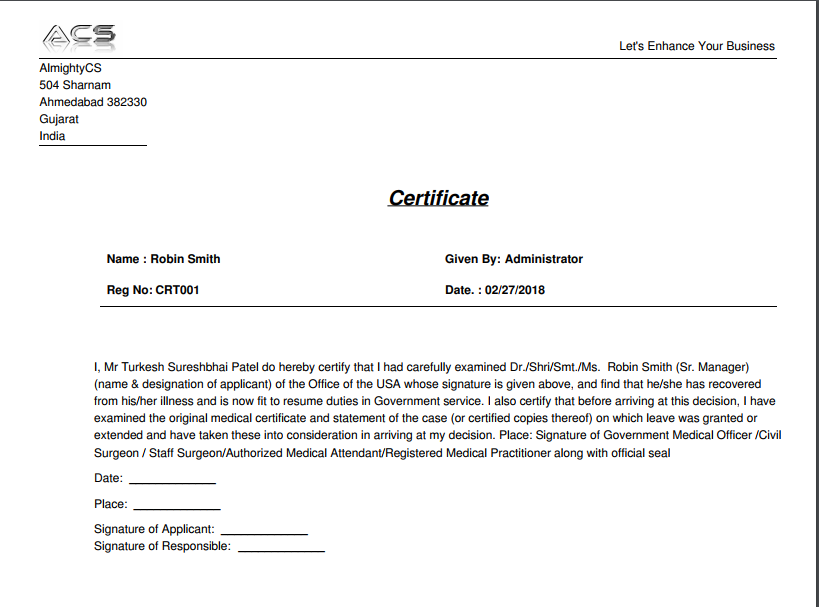 ACS
Let's Enhance Your Business
AlmightyCS
504 Sharnam
Ahmedabad 382330
Gujarat
India
Certificate
Name : Robin Smith
Given By: Administrator
Reg No: CRT001
Date. : 02/27/2018
I, Mr Turkesh Sureshbhai Patel do hereby certify that I had carefully examined Dr./Shri/Smt./Ms.  Robin Smith (Sr. Manager)
(name & designation of applicant) of the Office of the USA whose signature is given above, and find that he/she has recovered
from his/her illness and is now fit to resume duties in Government service. I also certify that before arriving at this decision, I have
examined the original medical certificate and statement of the case (or certified copies thereof) on which leave was granted or
extended and have taken these into consideration in arriving at my decision. Place: Signature of Government Medical Officer /Civil
Surgeon / Staff Surgeon/Authorized Medical Attendant/Registered Medical Practitioner along with official seal
Date: _____________
Place: _____________
Signature of Applicant: _____________
Signature of Responsible: _____________